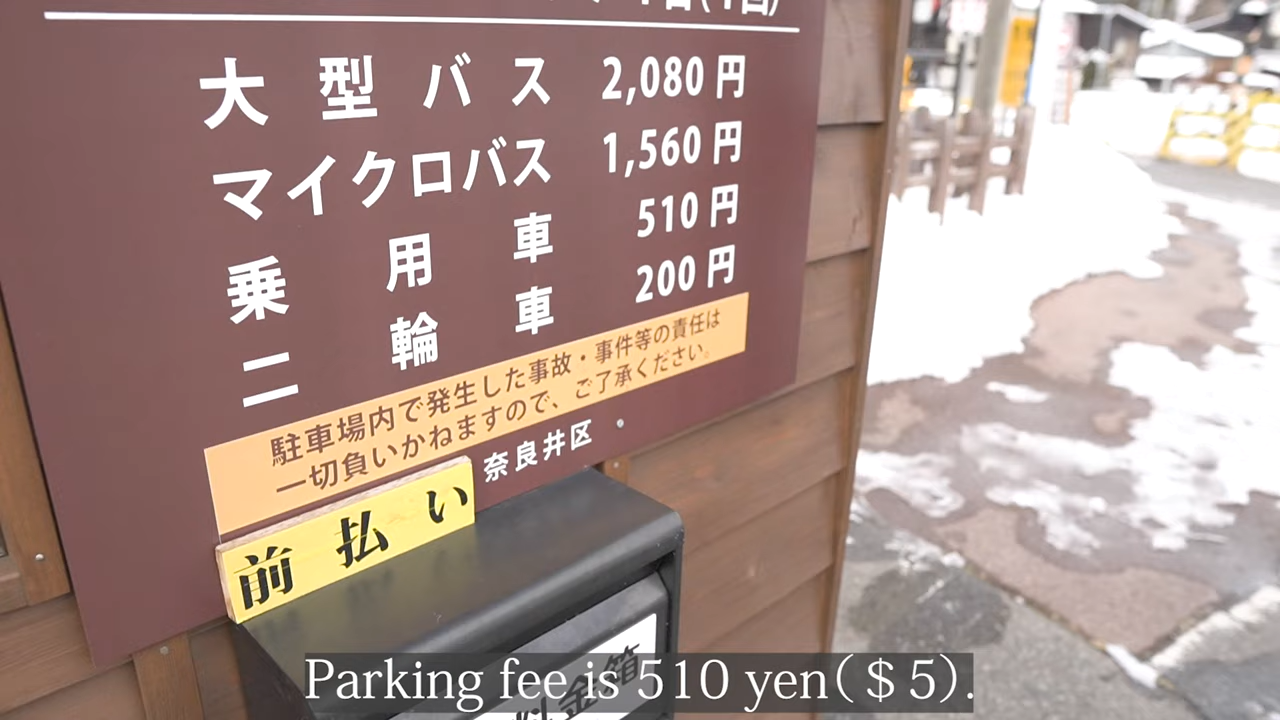 大型バス 2,080円
マイクロバス 1,560円
乗用車 510円
二輪車 200円
駐車場内で発生した事故・事件等の責任は
一切負いかねますので、ご了承ください。
奈良井区
前払い
料金箱
Parking fee is 510 yen($5).